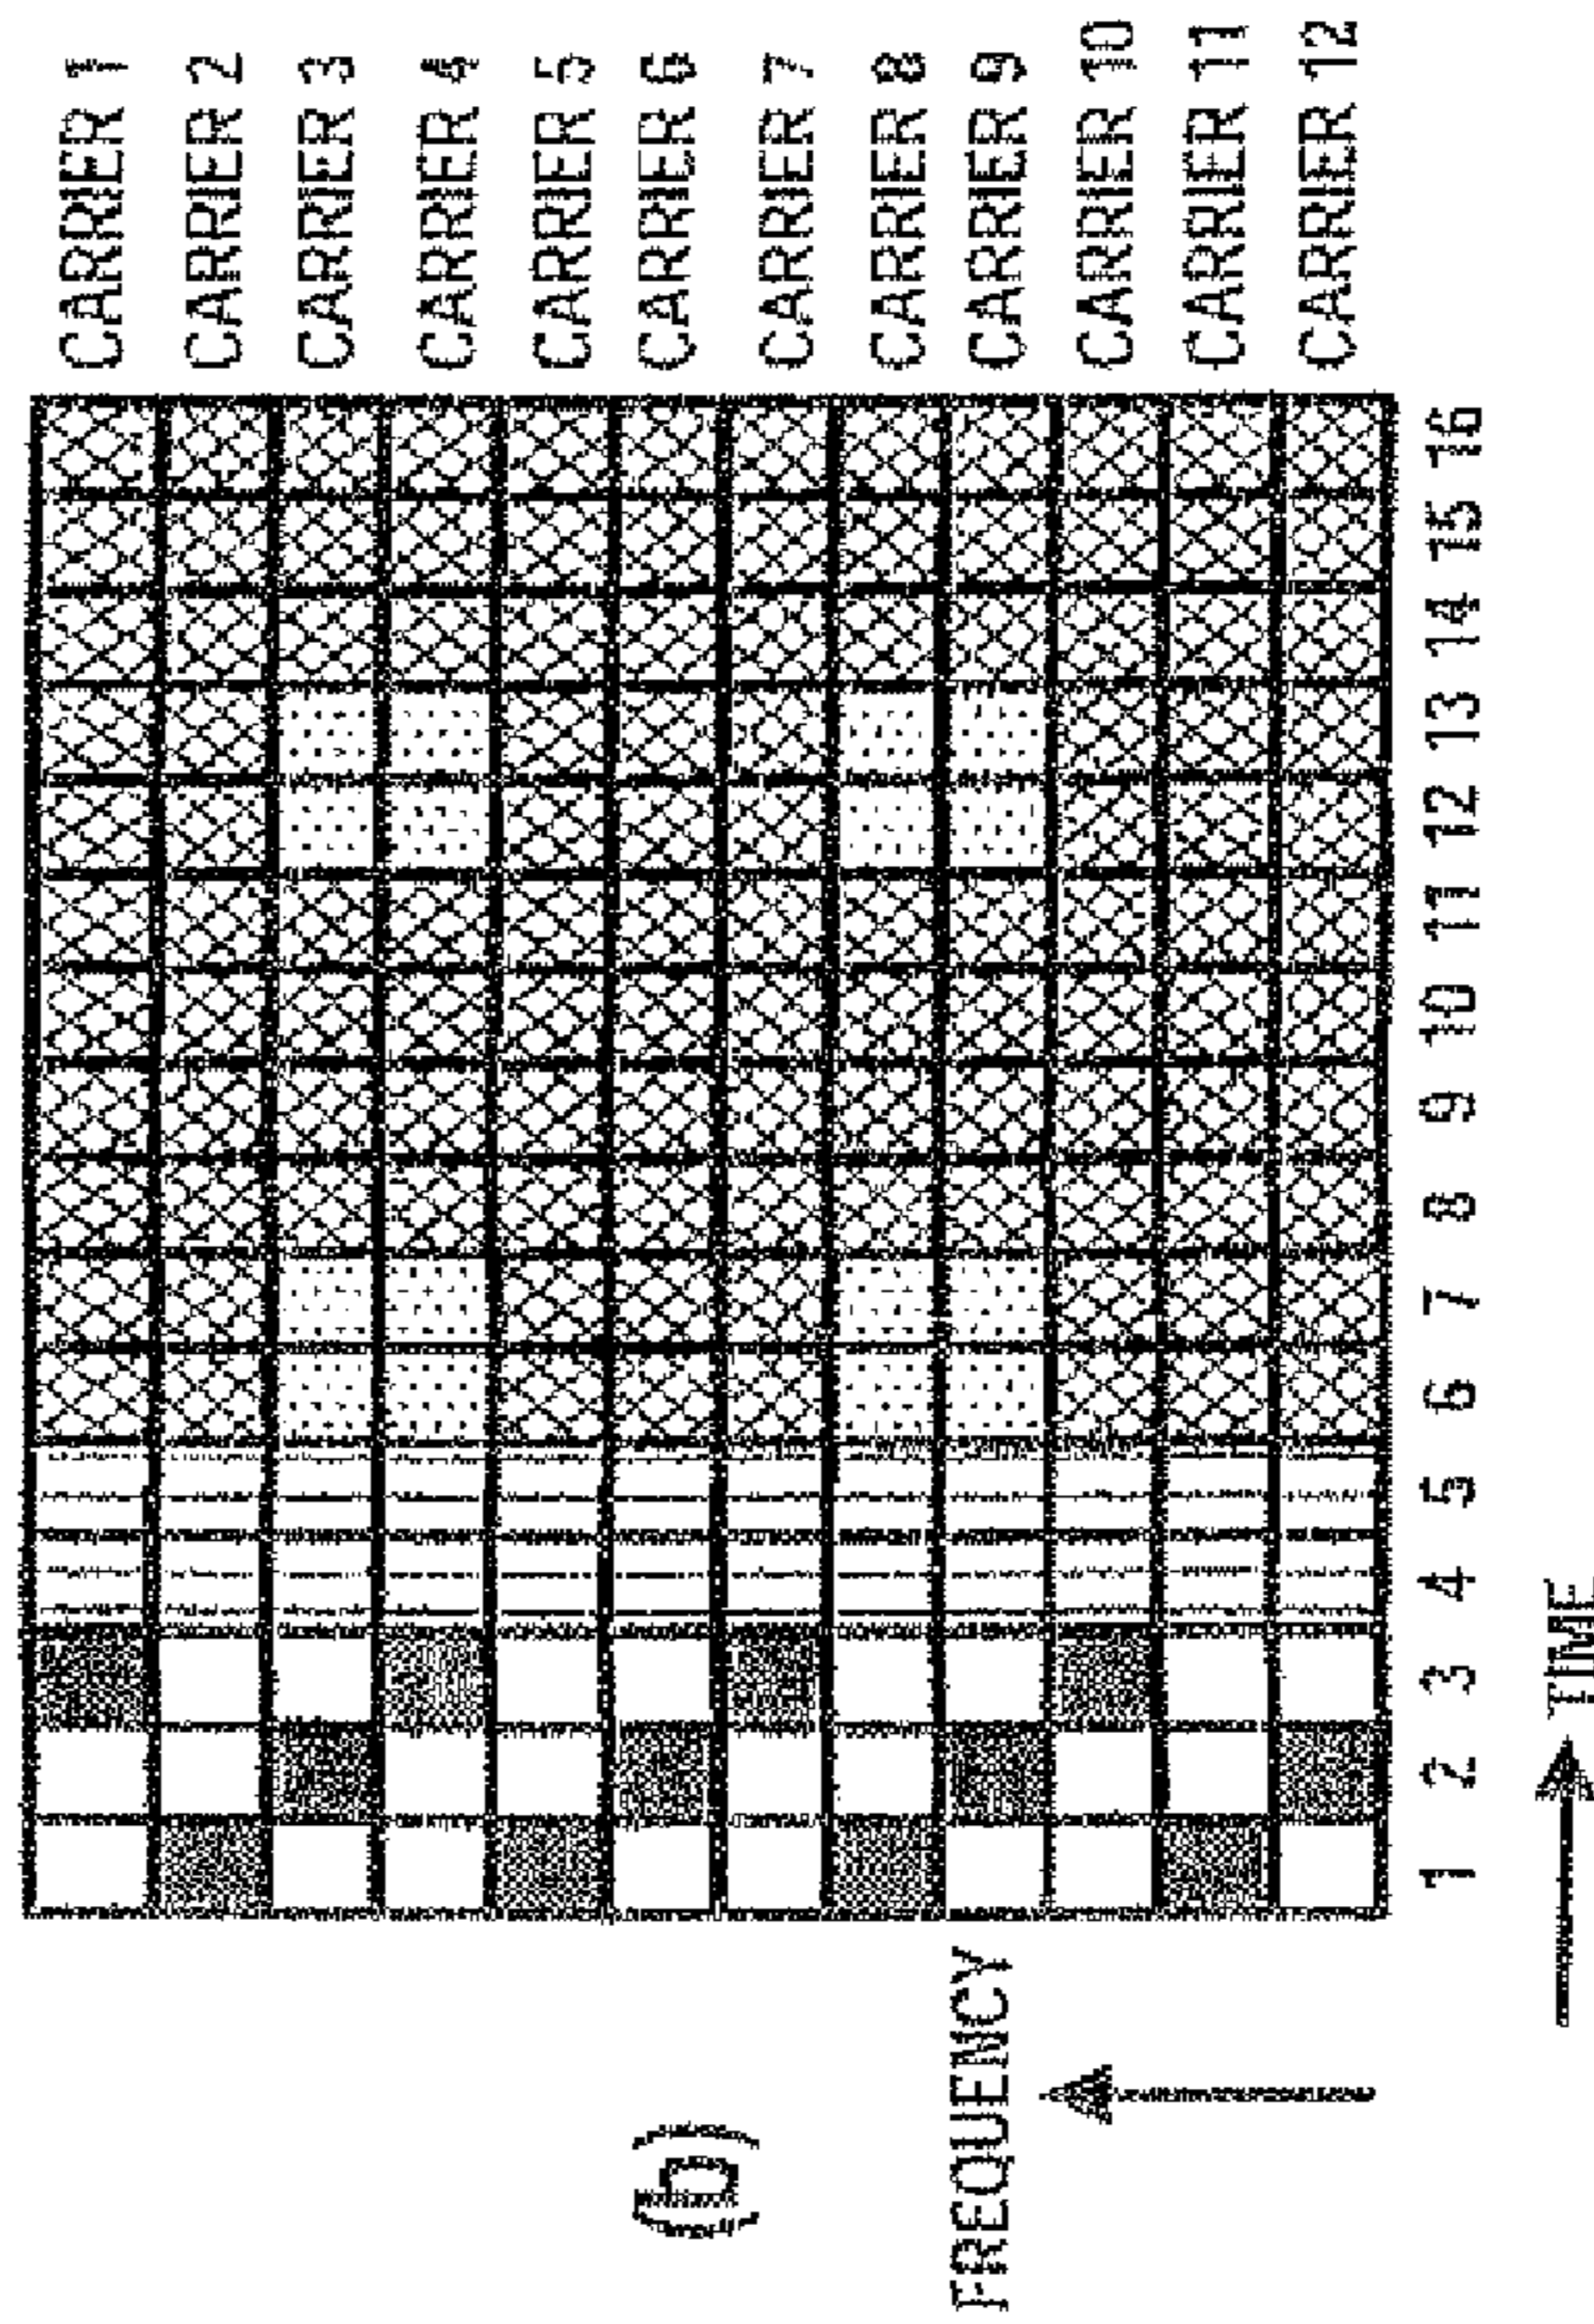 CARRIER 1
CARRIER 2
CARRIER 3
CARRIER 4
CARRIER 5
CARRIER 6
CARRIER 7
CARRIER 8
CARRIER 9
CARRIER 10
CARRIER 11
CARRIER 12
1 2 3 4 5 6 7 8 9 10 11 12 13 14 15 16
(b)
FREQUENCY
TIME